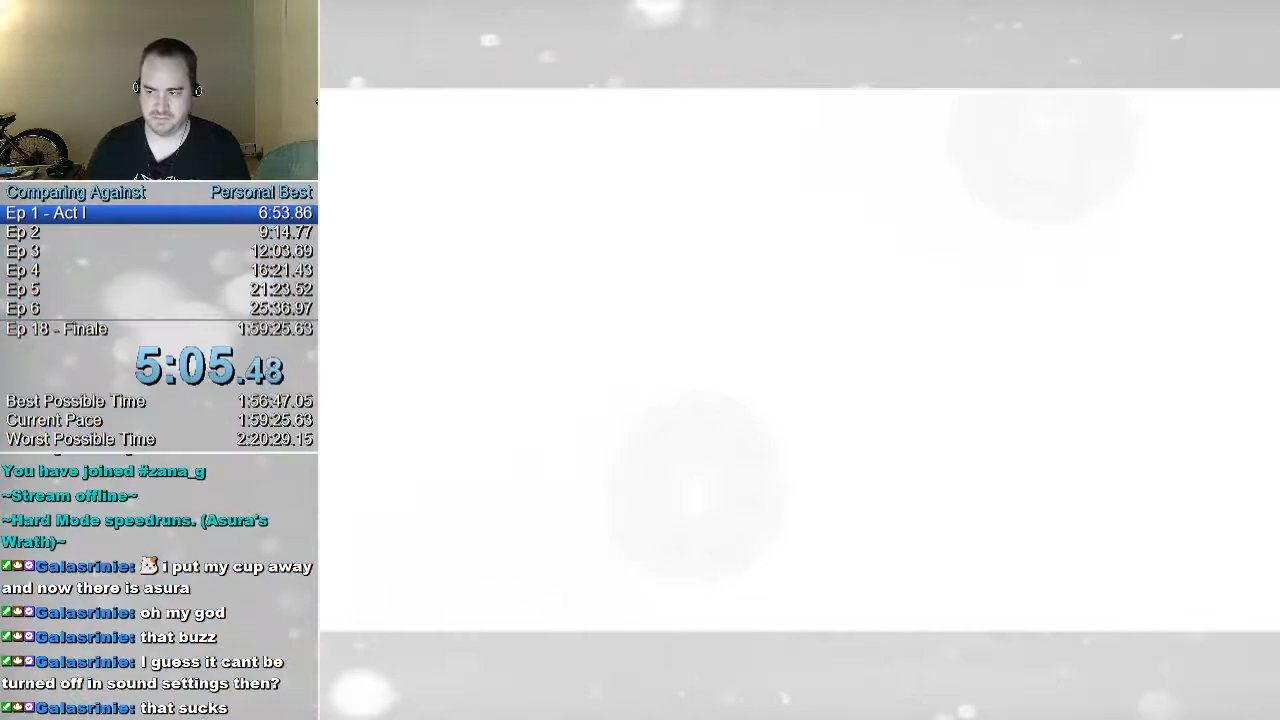 Comparing Against Personal Best
Ep 1 - Act I 6:53.86
Ep 2 9:14.77
Ep 3 12:03.69
Ep 4 16:21.43
Ep 5 21:23.52
Ep 6 25:36.97
Ep 18 - Finale 1:59:25.63
5:05.48
Best Possible Time 1:56:47.05
Current Pace 1:59:25.63
Worst Possible Time 2:20:29.15
You have joined #zana_g
~Stream offline~
~Hard Mode speedruns. (Asura's
Wrath)~
Galasrinie: i put my cup away
and now there is asura
Galasrinie: oh my god
Galasrinie: that buzz
Galasrinie: I guess it cant be
turned off in sound settings then?
Galasrinie: that sucks